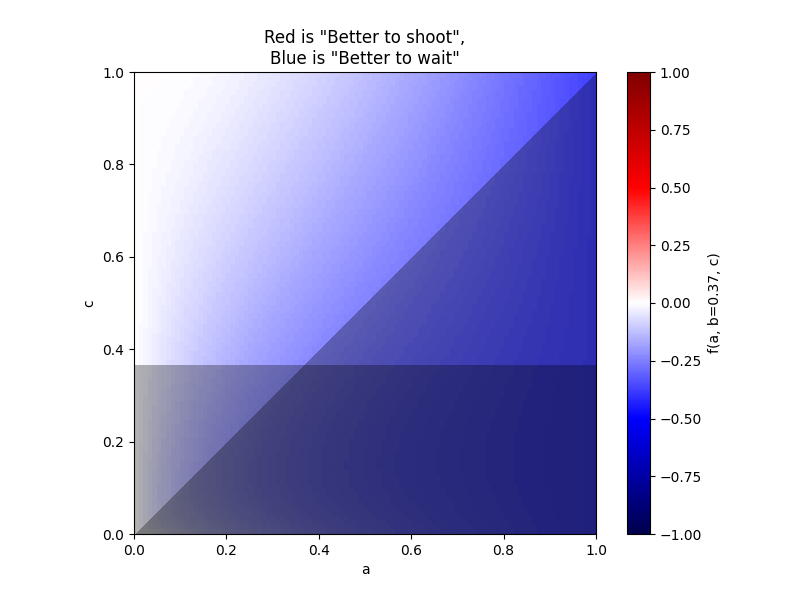 Red is "Better to shoot",
Blue is "Better to wait"
1.0
0.8
0.6
0.4
0.2
0.0
c
0.0 0.2 0.4 0.6 0.8 1.0
a
1.00
0.75
0.50
0.25
0.00
−0.25
−0.50
−0.75
−1.00
f(a, b=0.37, c)